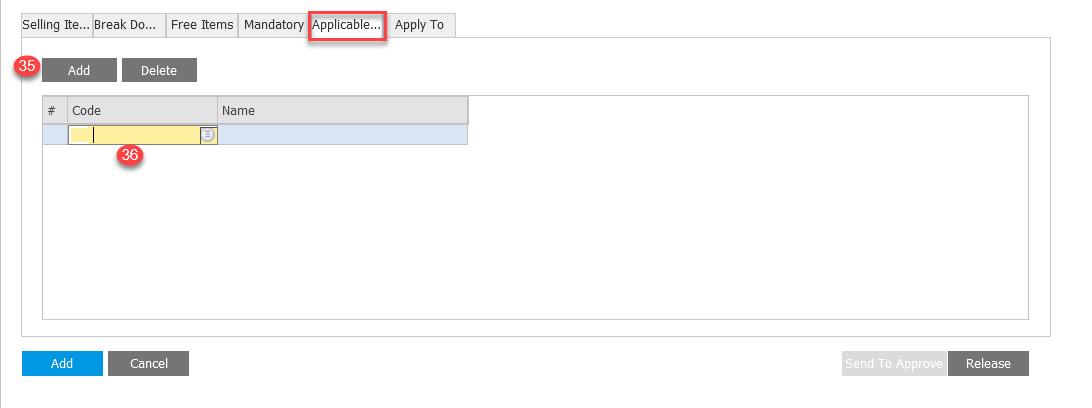 Selling Ite... Break Do... Free Items Mandatory Applicable... Apply To
35 Add Delete
# Code Name
36
Add Cancel Send To Approve Release